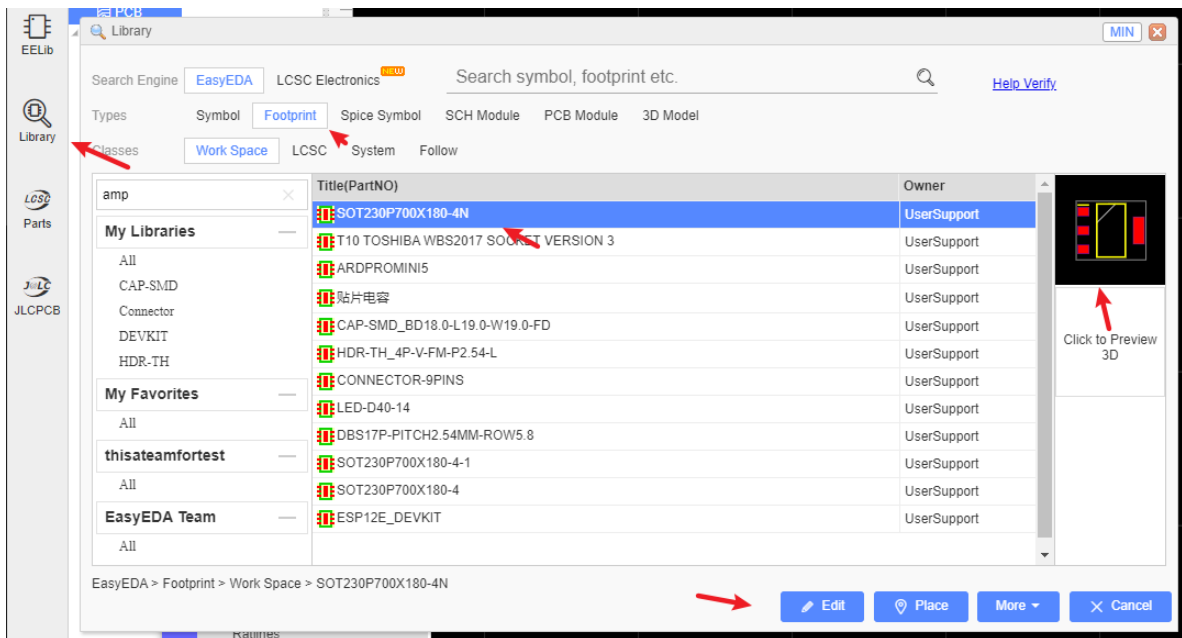 PCB
EELib
Library
MIN
Search Engine EasyEDA LCSC Electronics NEW Search symbol, footprint etc. Help Verify
Library
Types Symbol Footprint Spice Symbol SCH Module PCB Module 3D Model
Classes Work Space LCSC System Follow
LCSC
Parts
JLC
JLCPCB
amp
My Libraries
All
CAP-SMD
Connector
DEVKIT
HDR-TH
My Favorites
All
thisateamfortest
All
EasyEDA Team
All
Title(PartNO) Owner
SOT230P700X180-4N UserSupport
T10 TOSHIBA WBS2017 SOCKET VERSION 3 UserSupport
ARDPROMINI5 UserSupport
贴片电容 UserSupport
CAP-SMD_BD18.0-L19.0-W19.0-FD UserSupport
HDR-TH_4P-V-FM-P2.54-L UserSupport
CONNECTOR-9PINS UserSupport
LED-D40-14 UserSupport
DBS17P-PITCH2.54MM-ROW5.8 UserSupport
SOT230P700X180-4-1 UserSupport
SOT230P700X180-4 UserSupport
ESP12E_DEVKIT UserSupport
Click to Preview
3D
EasyEDA > Footprint > Work Space > SOT230P700X180-4N
Edit Place More Cancel
Ratlines